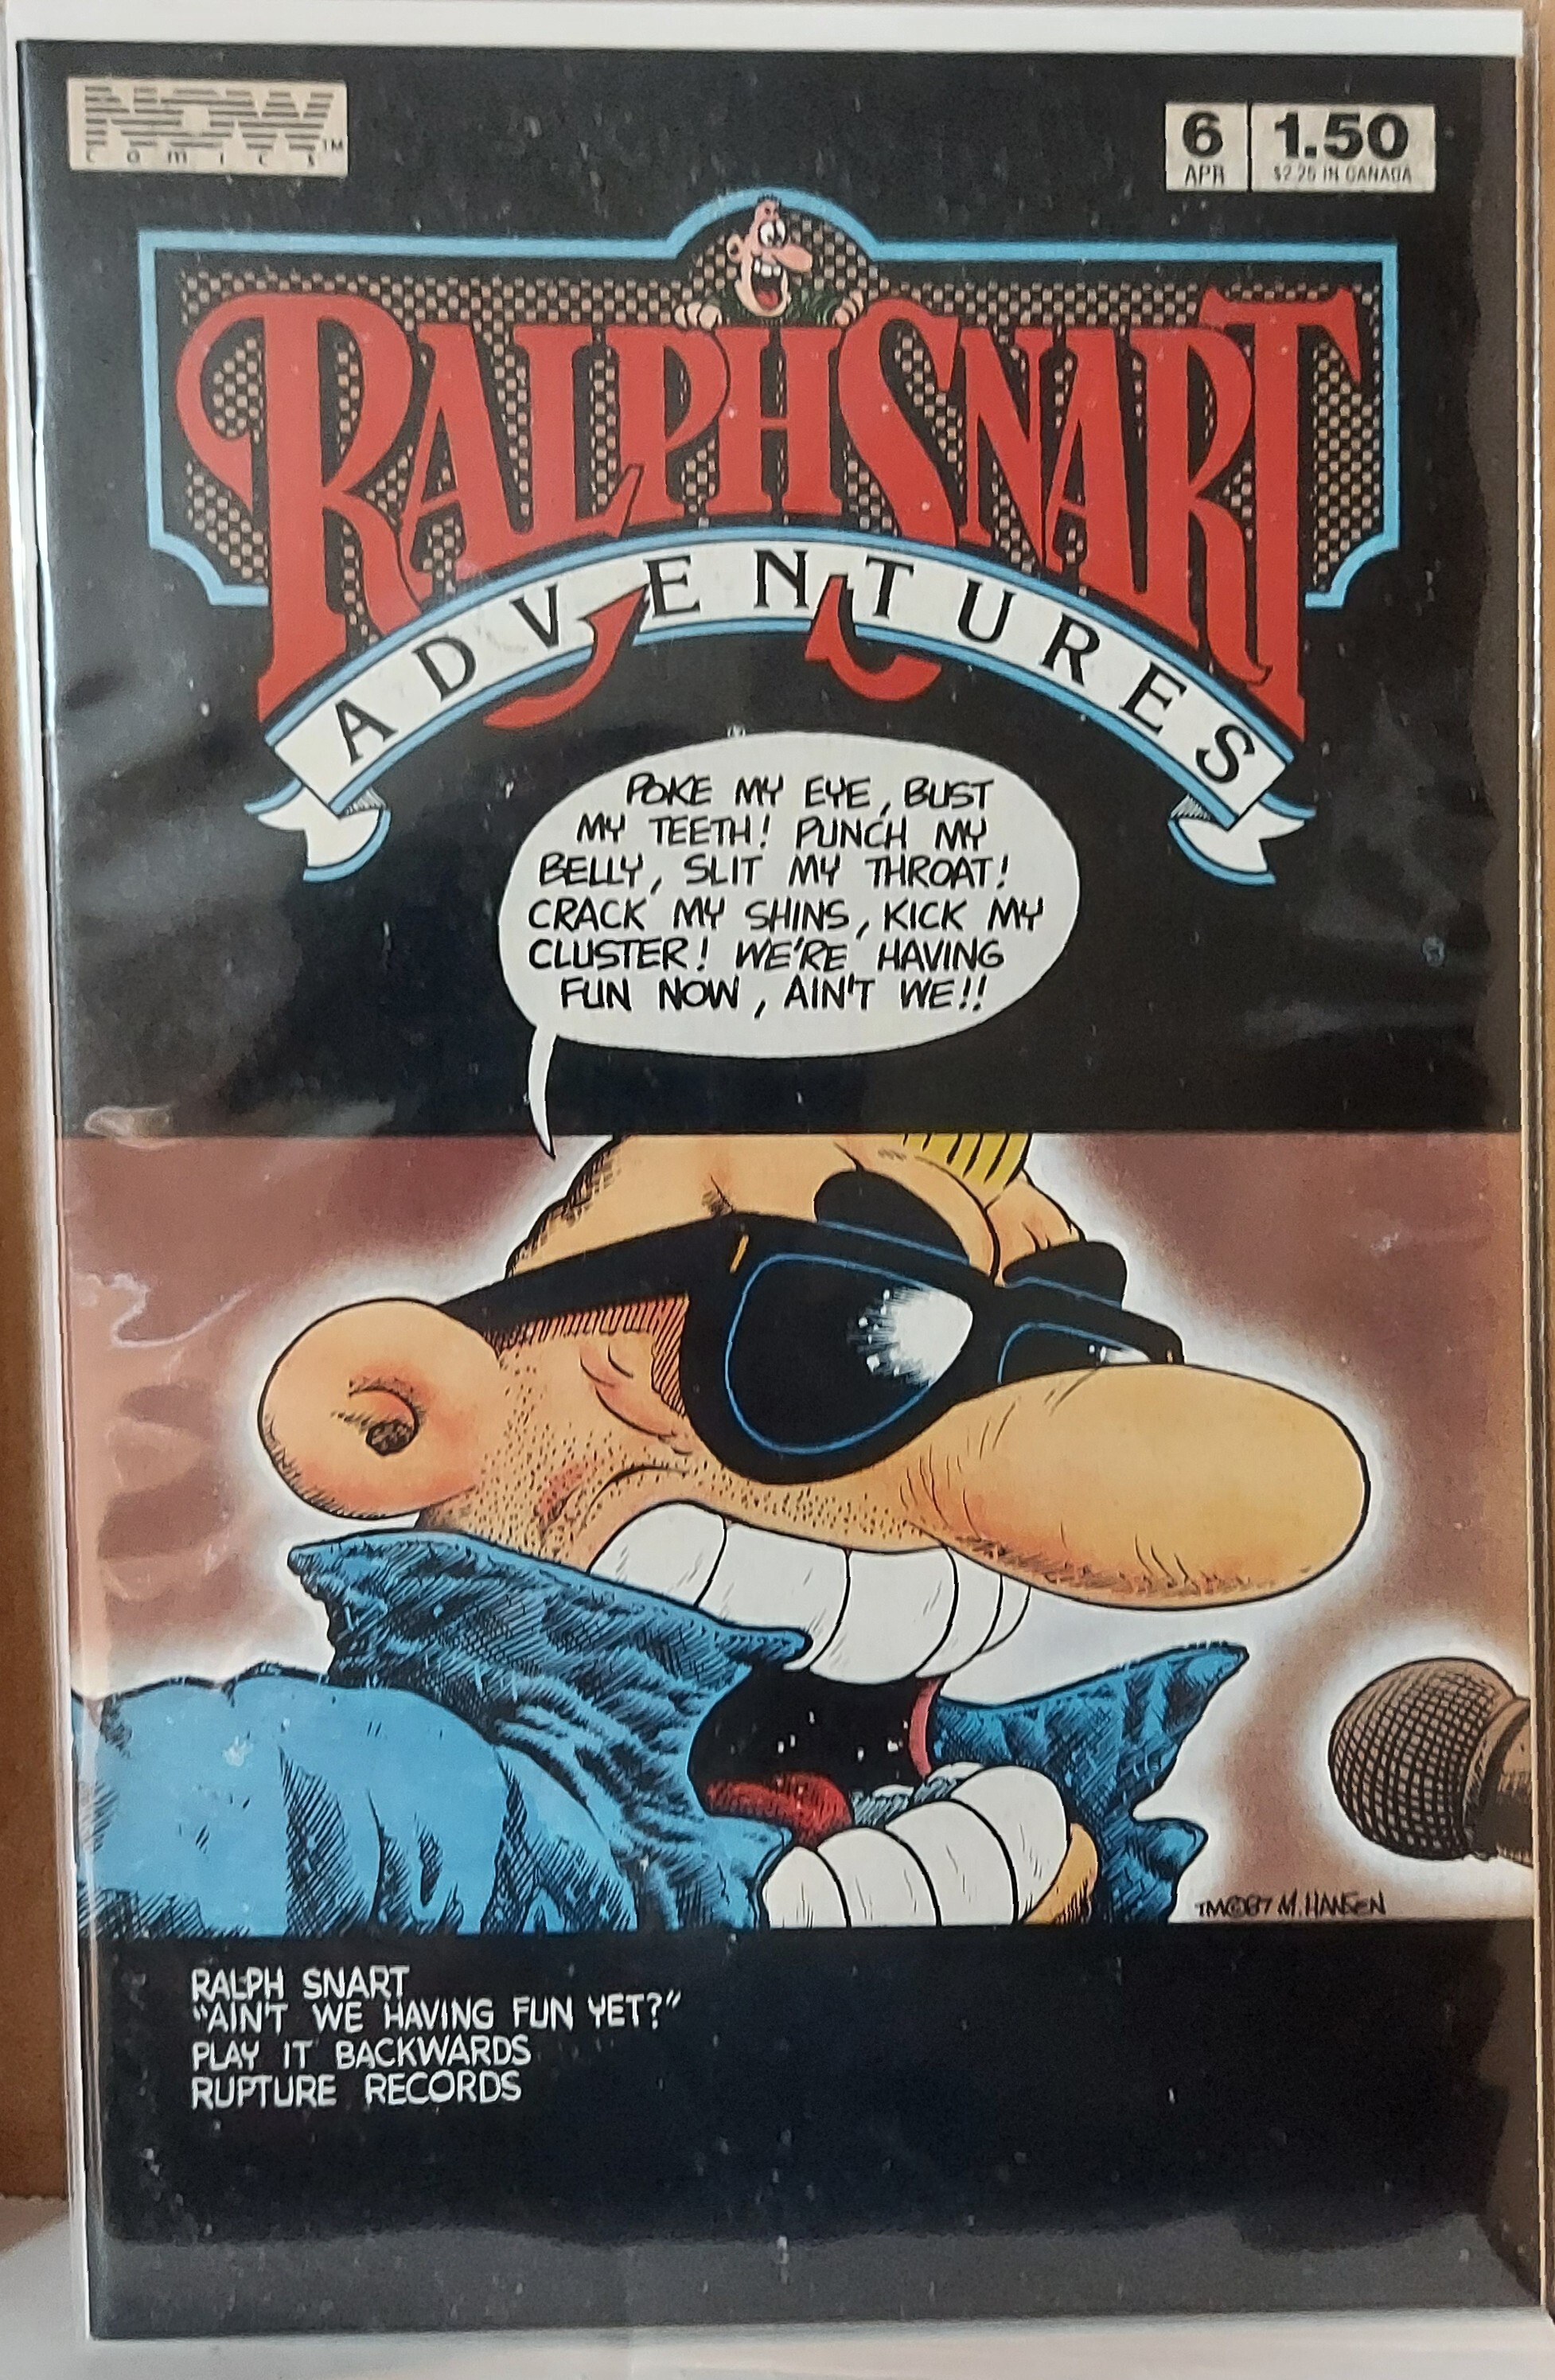 NOW™
comics
6
APR
1.50
$2.25 IN CANADA
RALPH SNART
ADVENTURES
POKE MY EYE, BUST
MY TEETH! PUNCH MY
BELLY, SLIT MY THROAT!
CRACK MY SHINS, KICK MY
CLUSTER! WE'RE HAVING
FUN NOW, AIN'T WE!!
TM©87 M. HANSEN
RALPH SNART
"AIN'T WE HAVING FUN YET?"
PLAY IT BACKWARDS
RUPTURE RECORDS